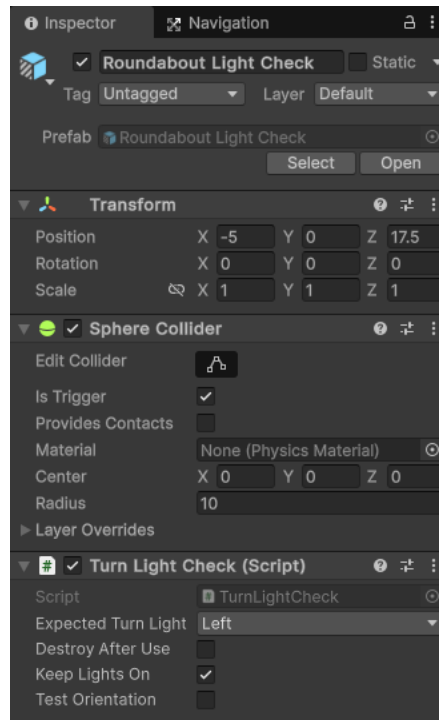 Inspector Navigation
Roundabout Light Check Static
Tag Untagged Layer Default
Prefab Roundabout Light Check
Select Open
Transform
Position X -5 Y 0 Z 17.5
Rotation X 0 Y 0 Z 0
Scale X 1 Y 1 Z 1
Sphere Collider
Edit Collider
Is Trigger
Provides Contacts
Material None (Physics Material)
Center X 0 Y 0 Z 0
Radius 10
Layer Overrides
# Turn Light Check (Script)
Script # TurnLightCheck
Expected Turn Light Left
Destroy After Use
Keep Lights On
Test Orientation